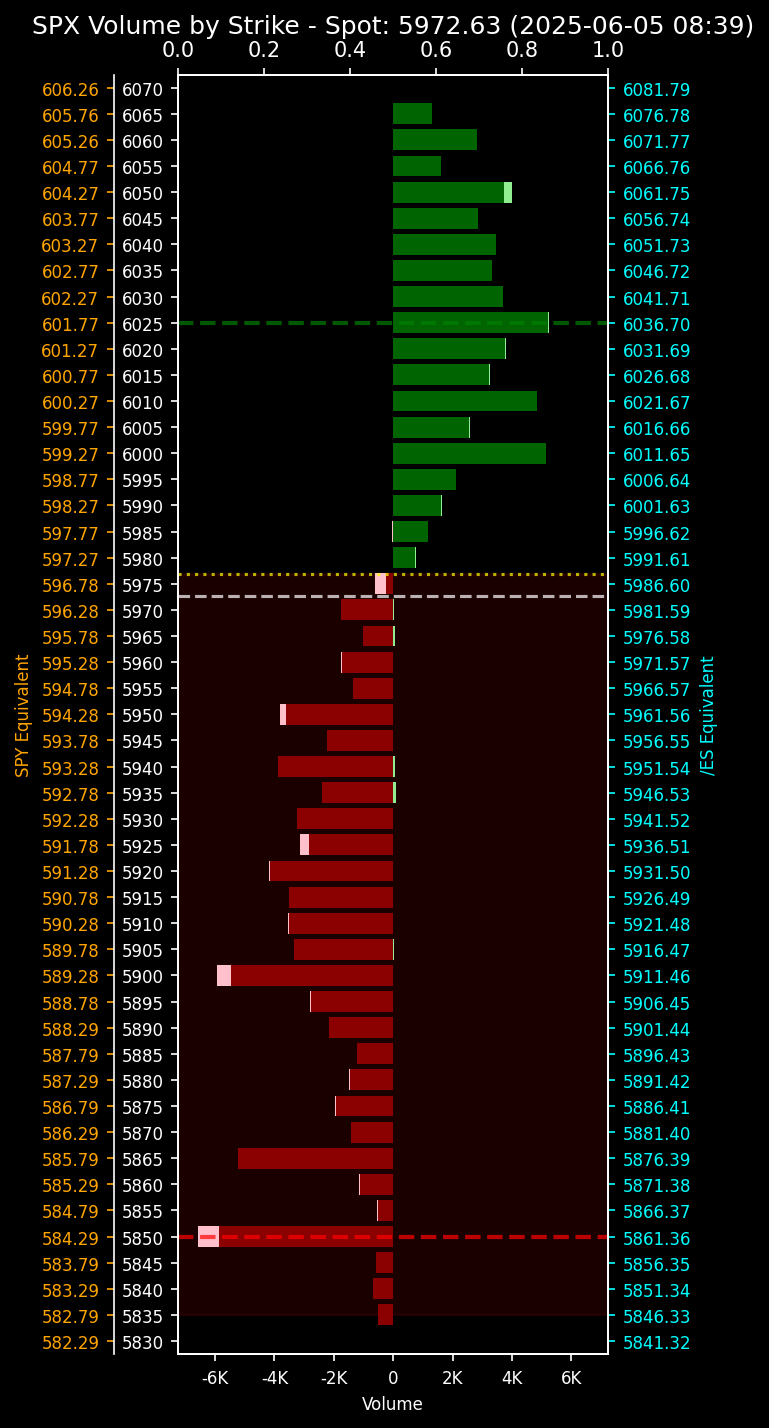 SPX Volume by Strike - Spot: 5972.63 (2025-06-05 08:39)
0.0 0.2 0.4 0.6 0.8 1.0
606.26 6070 6081.79
605.76 6065 6076.78
605.26 6060 6071.77
604.77 6055 6066.76
604.27 6050 6061.75
603.77 6045 6056.74
603.27 6040 6051.73
602.77 6035 6046.72
602.27 6030 6041.71
601.77 6025 6036.70
601.27 6020 6031.69
600.77 6015 6026.68
600.27 6010 6021.67
599.77 6005 6016.66
599.27 6000 6011.65
598.77 5995 6006.64
598.27 5990 6001.63
597.77 5985 5996.62
597.27 5980 5991.61
596.78 5975 5986.60
596.28 5970 5981.59
595.78 5965 5976.58
595.28 5960 5971.57
594.78 5955 5966.57
594.28 5950 5961.56
593.78 5945 5956.55
593.28 5940 5951.54
592.78 5935 5946.53
592.28 5930 5941.52
591.78 5925 5936.51
591.28 5920 5931.50
590.78 5915 5926.49
590.28 5910 5921.48
589.78 5905 5916.47
589.28 5900 5911.46
588.78 5895 5906.45
588.29 5890 5901.44
587.79 5885 5896.43
587.29 5880 5891.42
586.79 5875 5886.41
586.29 5870 5881.40
585.79 5865 5876.39
585.29 5860 5871.38
584.79 5855 5866.37
584.29 5850 5861.36
583.79 5845 5856.35
583.29 5840 5851.34
582.79 5835 5846.33
582.29 5830 5841.32
SPY Equivalent
/ES Equivalent
-6K -4K -2K 0 2K 4K 6K
Volume